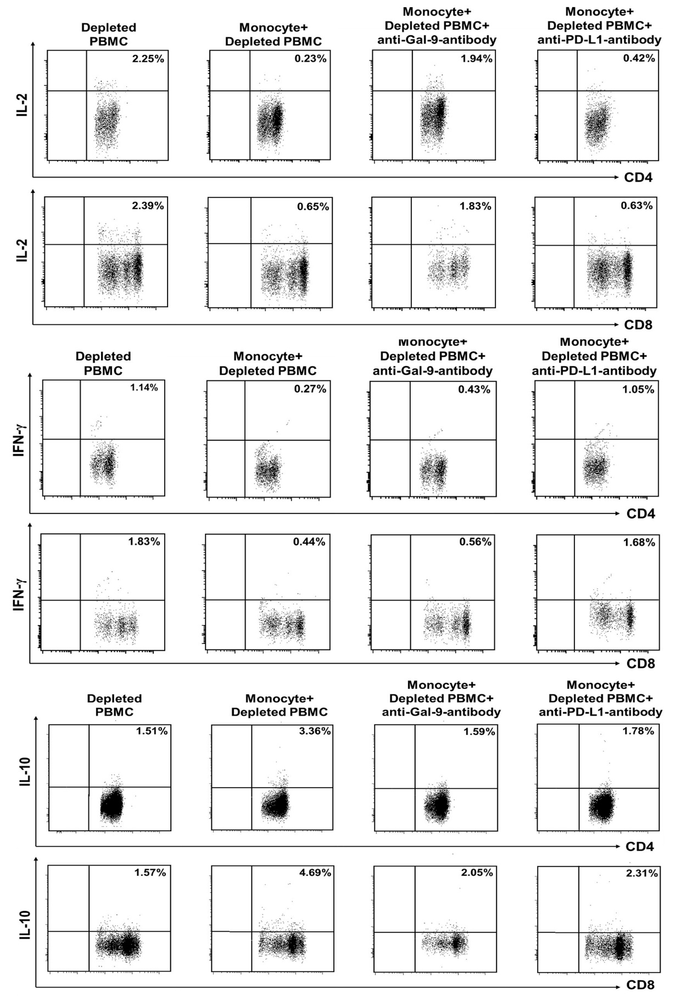 Depleted
PBMC
Monocyte+
Depleted PBMC
Monocyte+
Depleted PBMC+
anti-Gal-9-antibody
Monocyte+
Depleted PBMC+
anti-PD-L1-antibody
IL-2
2.25%
0.23%
1.94%
0.42%
CD4
IL-2
2.39%
0.65%
1.83%
0.63%
CD8
Depleted
PBMC
Monocyte+
Depleted PBMC
Monocyte+
Depleted PBMC+
anti-Gal-9-antibody
Monocyte+
Depleted PBMC+
anti-PD-L1-antibody
IFN-γ
1.14%
0.27%
0.43%
1.05%
CD4
IFN-γ
1.83%
0.44%
0.56%
1.68%
CD8
Depleted
PBMC
Monocyte+
Depleted PBMC
Monocyte+
Depleted PBMC+
anti-Gal-9-antibody
Monocyte+
Depleted PBMC+
anti-PD-L1-antibody
IL-10
1.51%
3.36%
1.59%
1.78%
CD4
IL-10
1.57%
4.69%
2.05%
2.31%
CD8